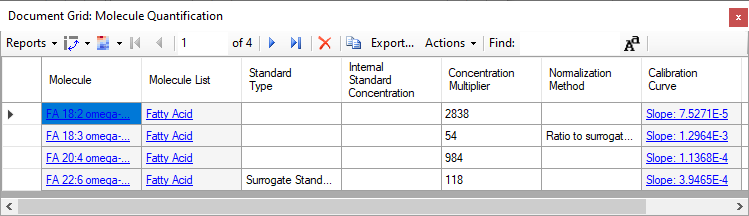 Document Grid: Molecule Quantification
Reports 1 of 4 Export... Actions Find:
Molecule Molecule List Standard Type Internal Standard Concentration Concentration Multiplier Nomalization Method Calibration Curve
FA 18:2 omega-... Fatty Acid 2838 Slope: 7.5271E-5
FA 18:3 omega-... Fatty Acid 54 Ratio to surrogat... Slope: 1.2964E-3
FA 20:4 omega-... Fatty Acid 984 Slope: 1.1368E-4
FA 22:6 omega-... Fatty Acid Surrogate Stand... 118 Slope: 3.9465E-4